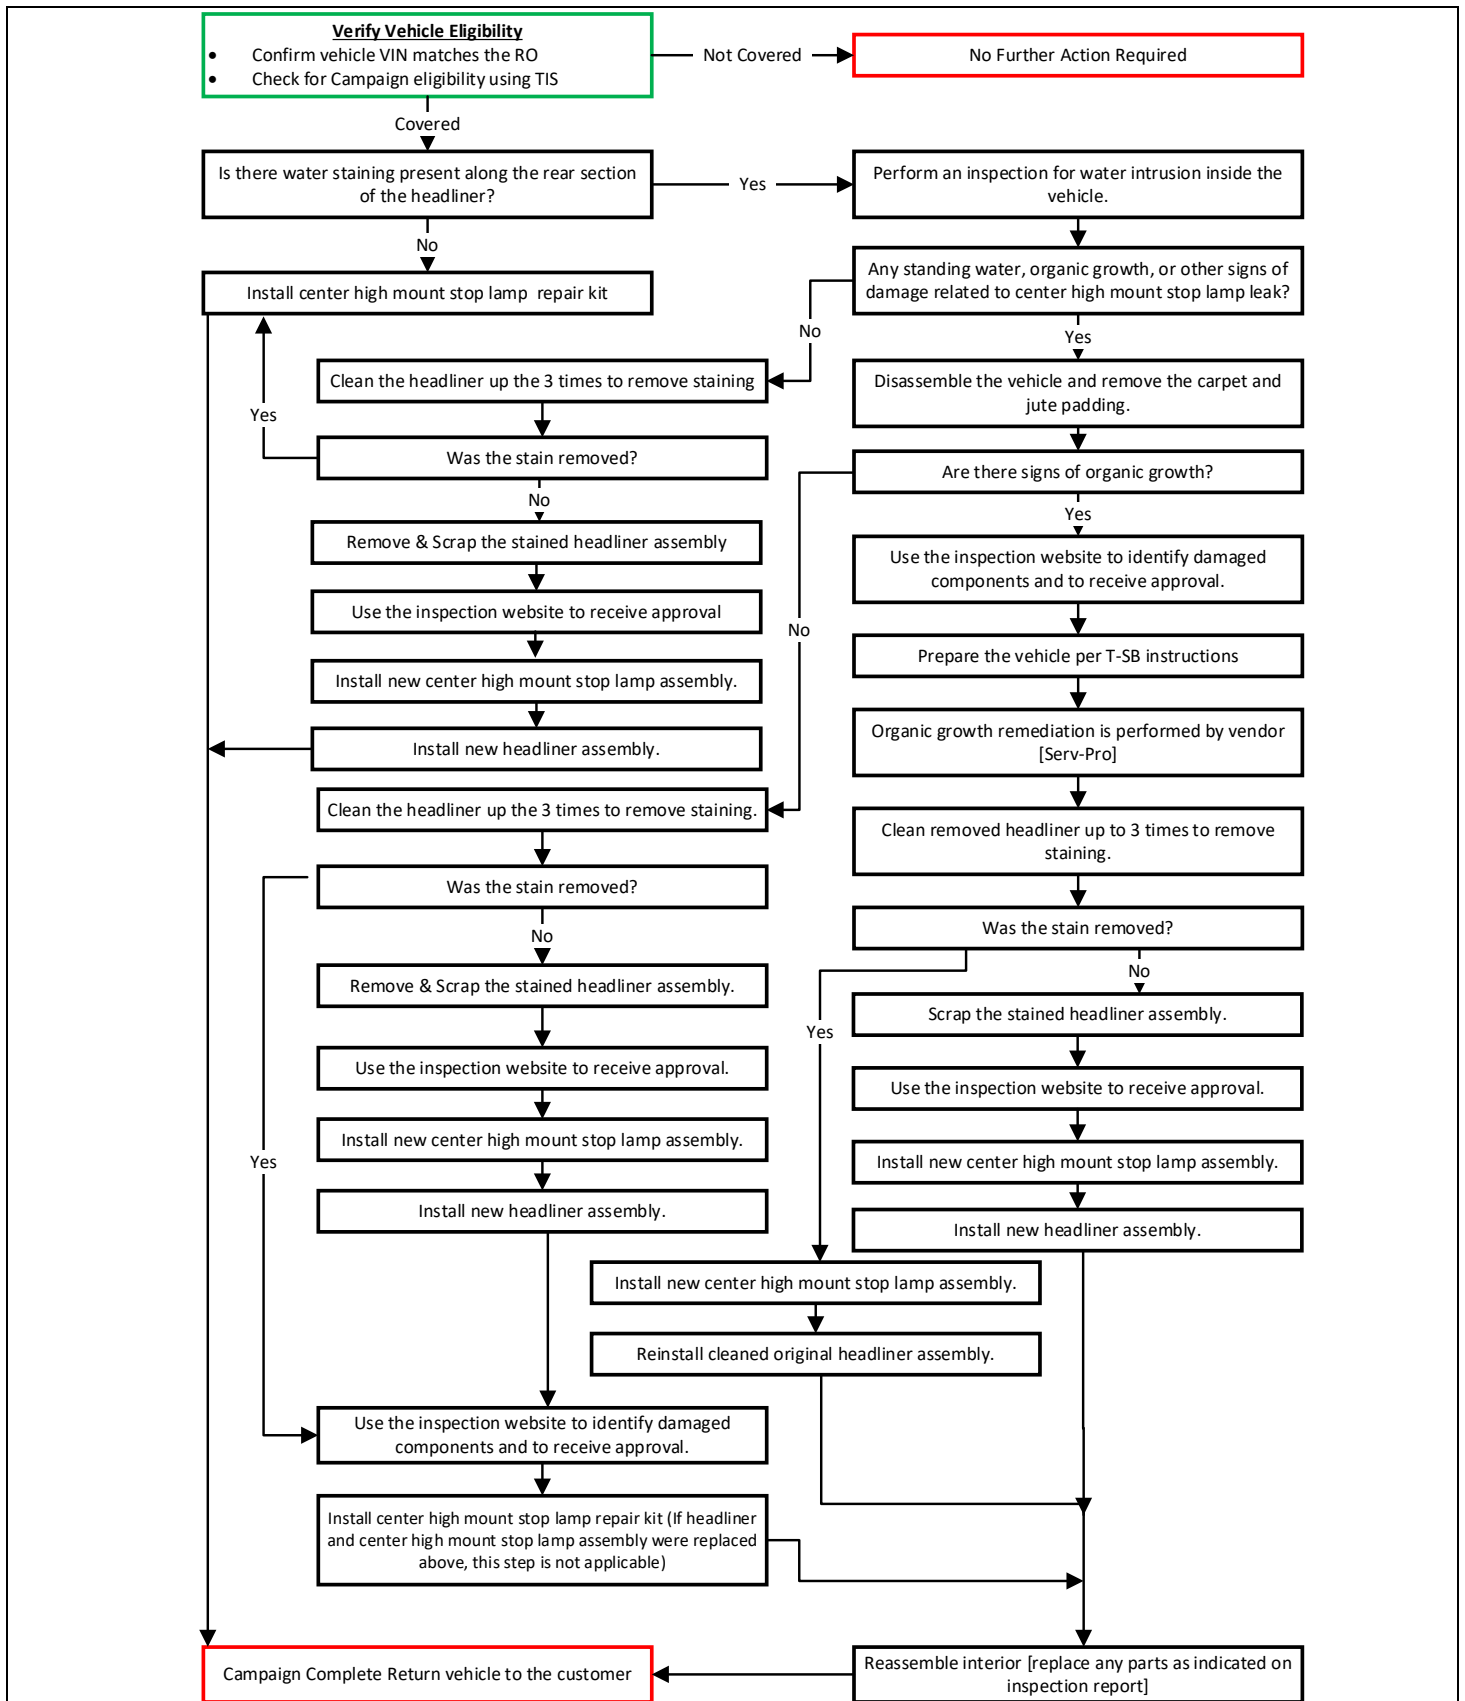 Verify Vehicle Eligibility
• Confirm vehicle VIN matches the RO
• Check for Campaign eligibility using TIS
Not Covered
No Further Action Required
Covered
Is there water staining present along the rear section
of the headliner?
Yes
Perform an inspection for water intrusion inside the
vehicle.
No
Install center high mount stop lamp repair kit
Any standing water, organic growth, or other signs of
damage related to center high mount stop lamp leak?
No
Yes
Clean the headliner up the 3 times to remove staining
Disassemble the vehicle and remove the carpet and
jute padding.
Yes
Was the stain removed?
Are there signs of organic growth?
No
Yes
Remove & Scrap the stained headliner assembly
Use the inspection website to identify damaged
components and to receive approval.
Use the inspection website to receive approval
No
Prepare the vehicle per T-SB instructions
Install new center high mount stop lamp assembly.
Organic growth remediation is performed by vendor
[Serv-Pro]
Install new headliner assembly.
Clean the headliner up the 3 times to remove staining.
Clean removed headliner up to 3 times to remove
staining.
Was the stain removed?
Was the stain removed?
No
No
Remove & Scrap the stained headliner assembly.
Scrap the stained headliner assembly.
Yes
Use the inspection website to receive approval.
Use the inspection website to receive approval.
Install new center high mount stop lamp assembly.
Yes
Install new center high mount stop lamp assembly.
Install new headliner assembly.
Install new headliner assembly.
Install new center high mount stop lamp assembly.
Reinstall cleaned original headliner assembly.
Use the inspection website to identify damaged
components and to receive approval.
Install center high mount stop lamp repair kit (If headliner
and center high mount stop lamp assembly were replaced
above, this step is not applicable)
Campaign Complete Return vehicle to the customer
Reassemble interior [replace any parts as indicated on
inspection report]